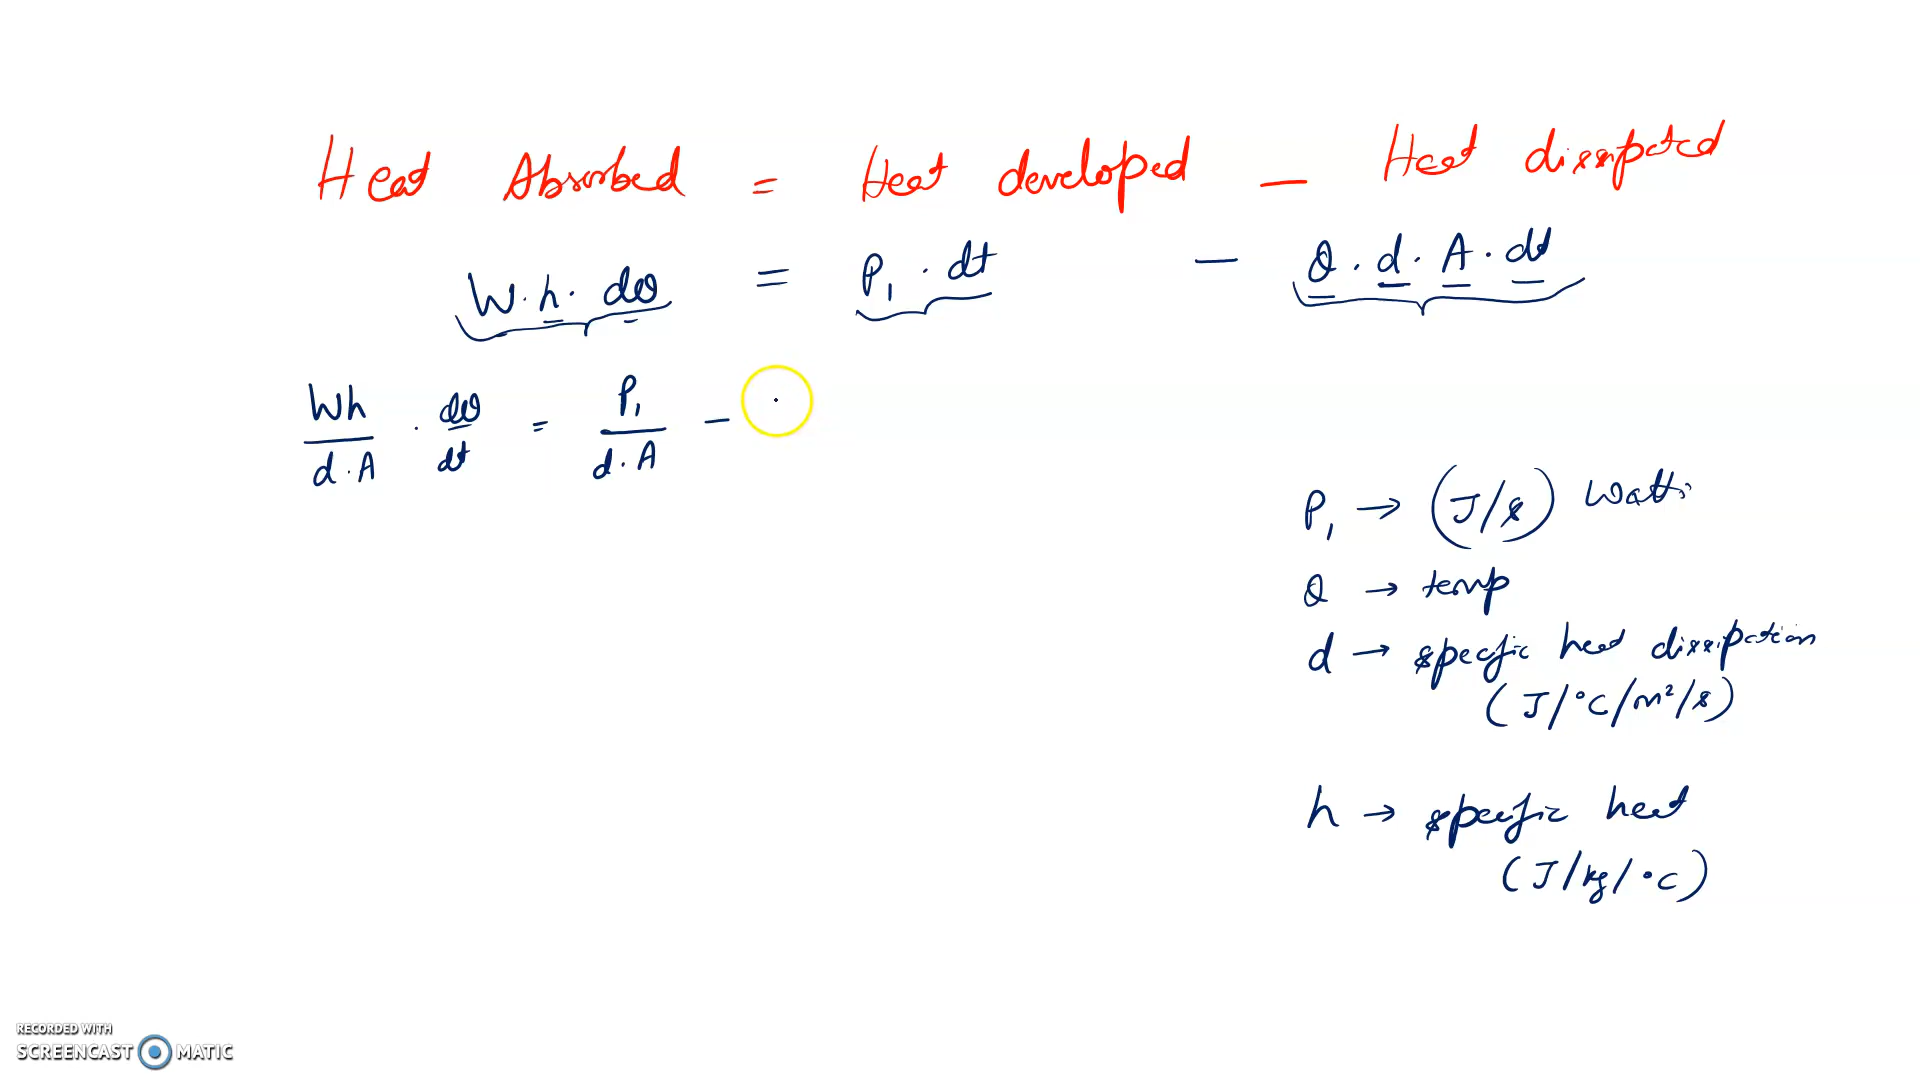 Heat Absorbed = Heat developed — Heat dissipated
W . h . dθ = P₁ . dt — θ . d . A . dt
Wh/d.A . dθ/dt = P₁/d.A —
P₁ → (J/s) Watts
θ → temp
d → specific heat dissipation
(J/°C/m²/s)
h → specific heat
(J/kg/°C)
RECORDED WITH
SCREENCAST MATIC